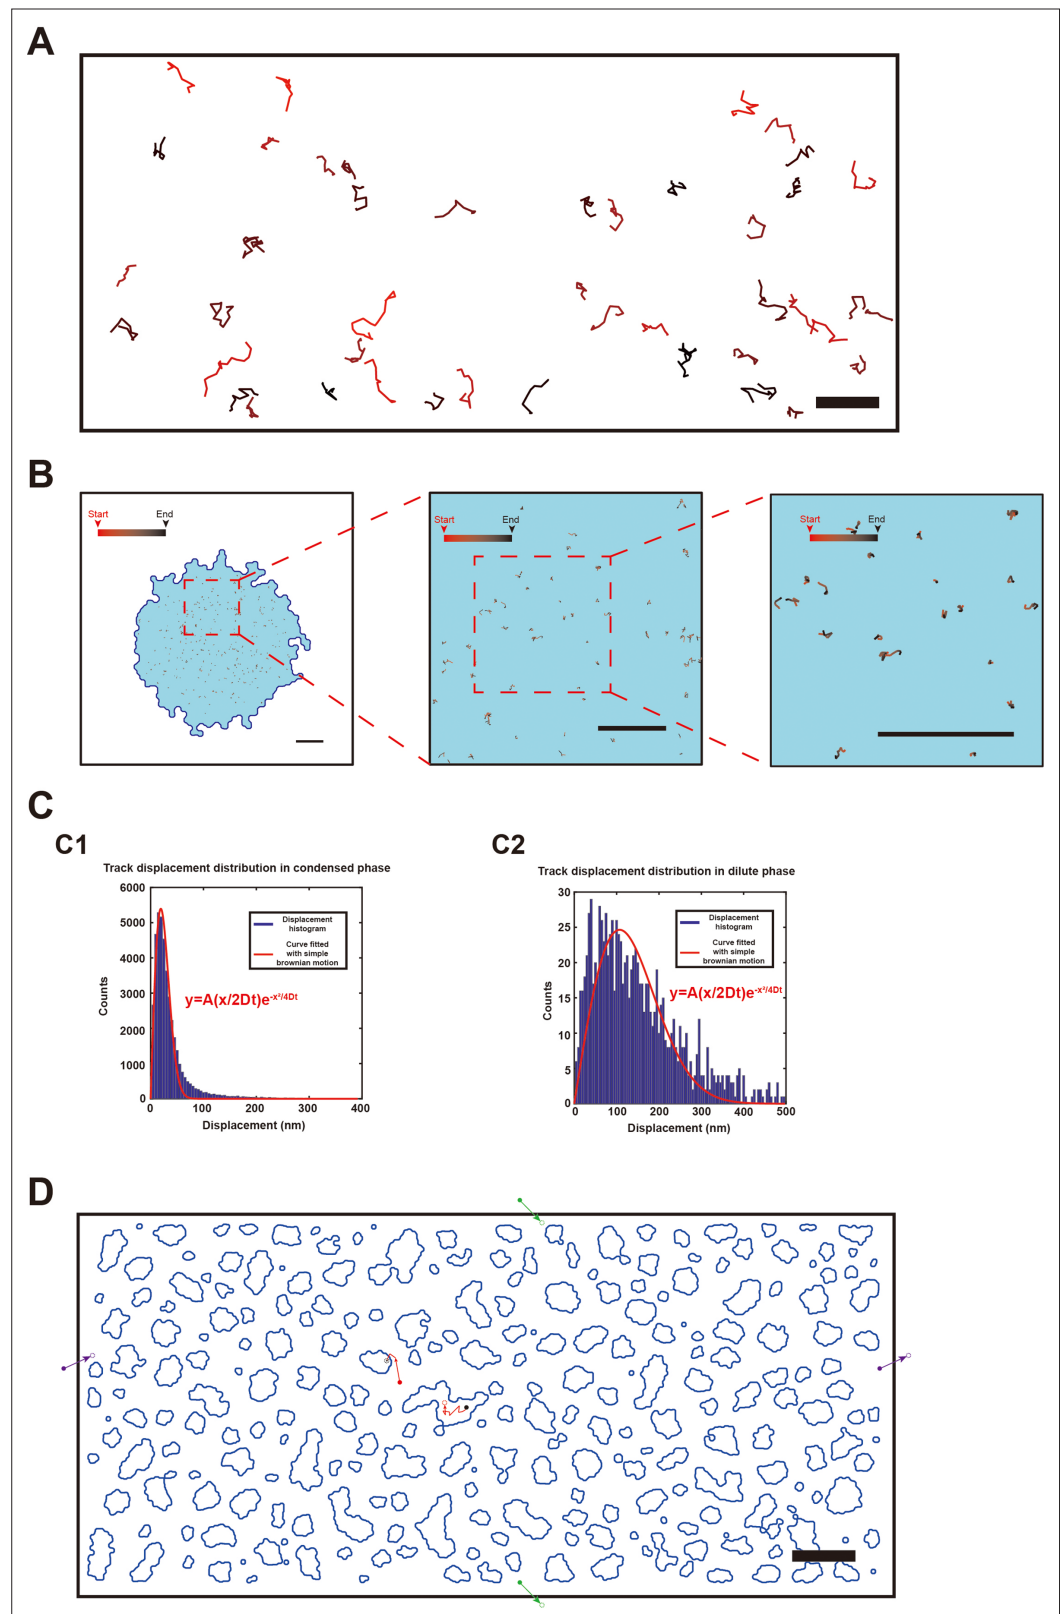 A
B
Start End
Start End
Start End
C
C1
C2
Track displacement distribution in condensed phase
6000
5000
4000
3000
2000
1000
0
0 100 200 300 400
Counts
Displacement (nm)
Displacement
histogram
Curve fitted
with simple
brownian motion
y=A(x/2Dt)e^-x²/4Dt
Track displacement distribution in dilute phase
30
25
20
15
10
5
0
0 100 200 300 400 500
Counts
Displacement (nm)
Displacement
histogram
Curve fitted
with simple
brownian motion
y=A(x/2Dt)e^-x²/4Dt
D